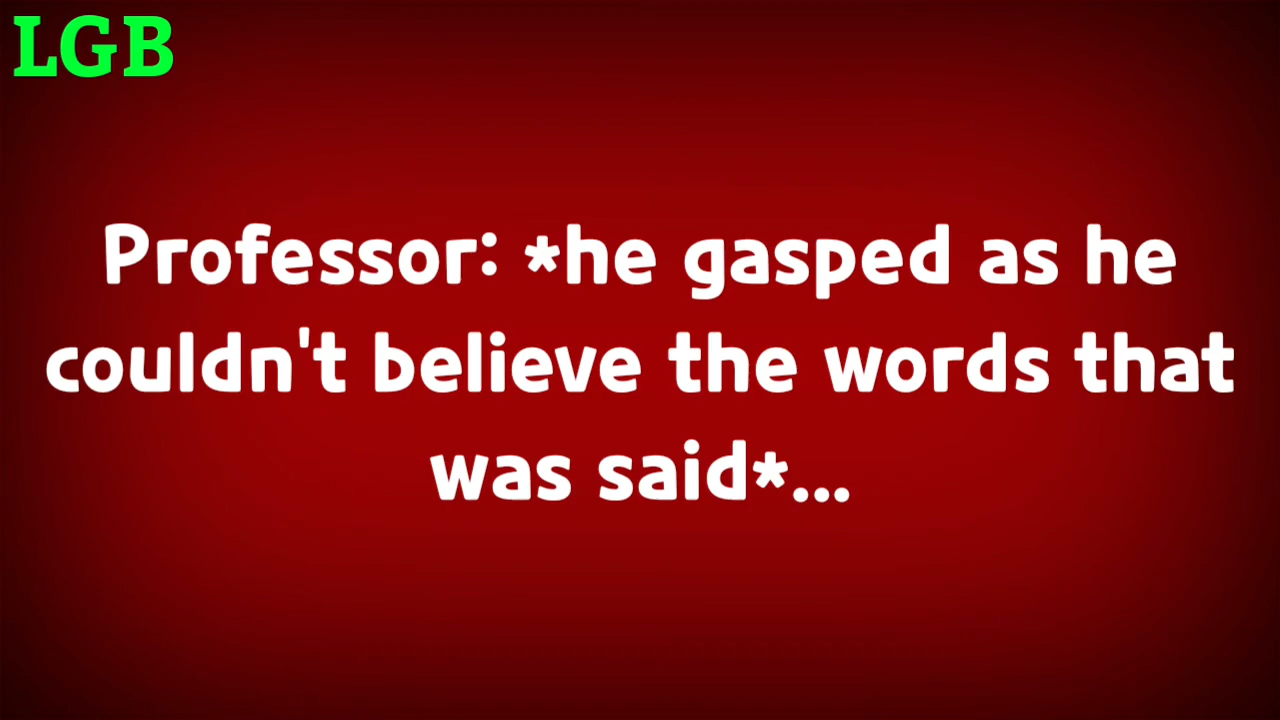 LGB
Professor: *he gasped as he
couldn't believe the words that
was said*...